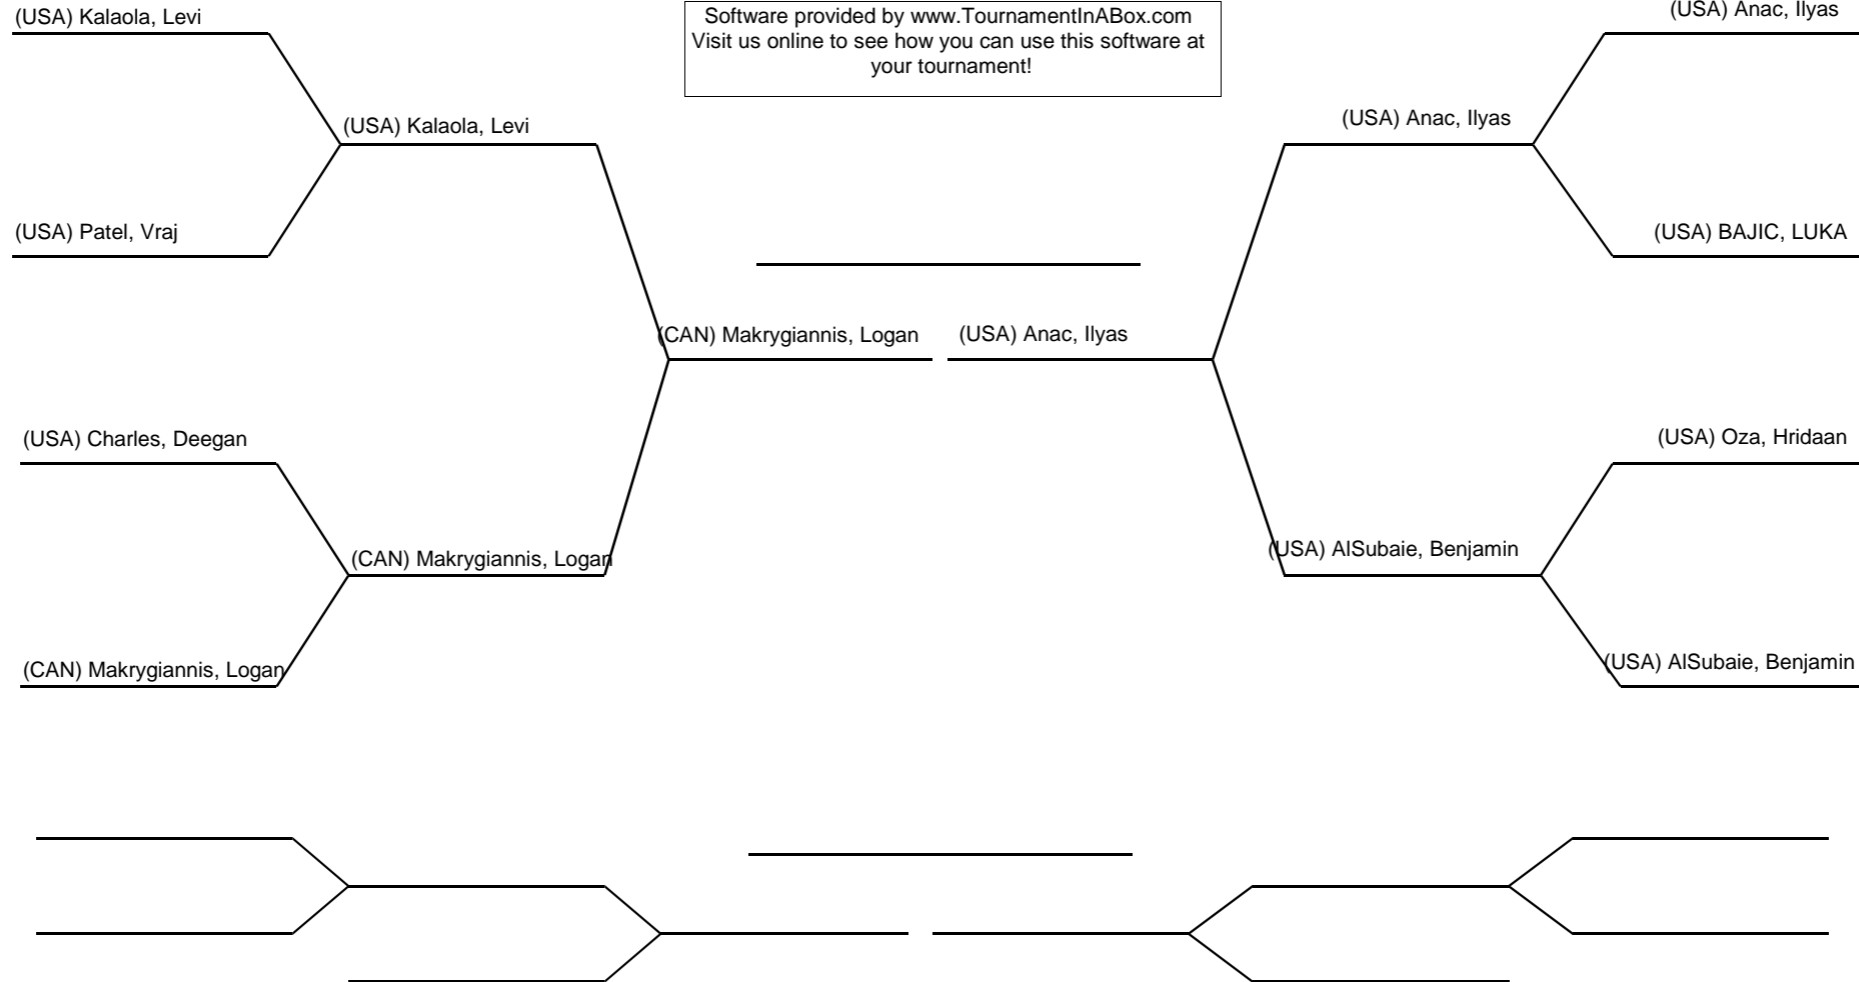 (USA) Kalaola, Levi
Software provided by www.TournamentInABox.com
Visit us online to see how you can use this software at
your tournament!
(USA) Anac, Ilyas
(USA) Kalaola, Levi
(USA) Anac, Ilyas
(USA) Patel, Vraj
(USA) BAJIC, LUKA
(CAN) Makrygiannis, Logan
(USA) Anac, Ilyas
(USA) Charles, Deegan
(USA) Oza, Hridaan
(CAN) Makrygiannis, Logan
(USA) AlSubaie, Benjamin
(CAN) Makrygiannis, Logan
(USA) AlSubaie, Benjamin